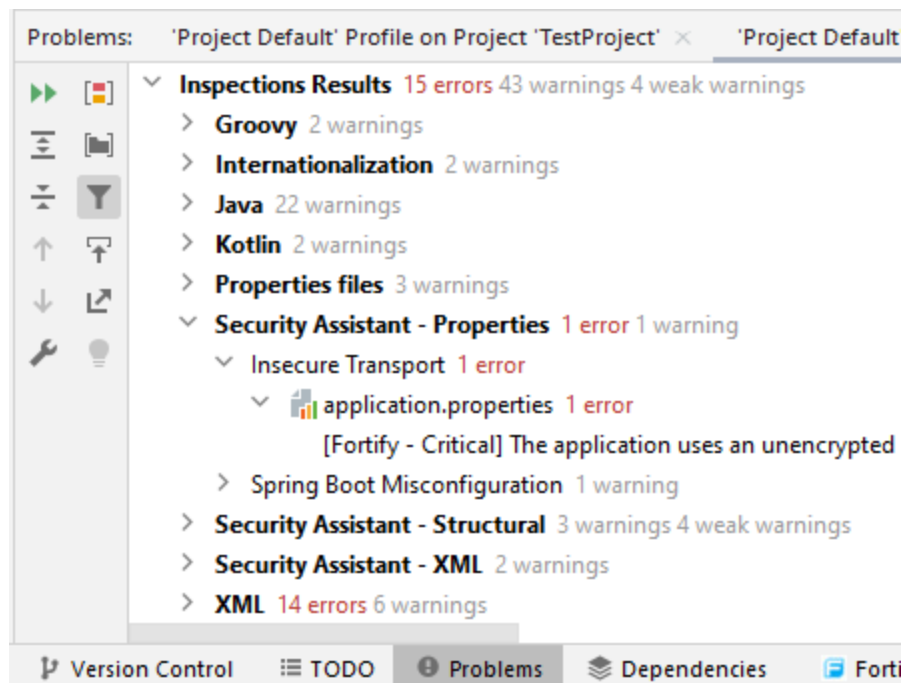 Problems: 'Project Default' Profile on Project 'TestProject' × 'Project Default'
Inspections Results 15 errors 43 warnings 4 weak warnings
Groovy 2 warnings
Internationalization 2 warnings
Java 22 warnings
Kotlin 2 warnings
Properties files 3 warnings
Security Assistant - Properties 1 error 1 warning
Insecure Transport 1 error
application.properties 1 error
[Fortify - Critical] The application uses an unencrypted
Spring Boot Misconfiguration 1 warning
Security Assistant - Structural 3 warnings 4 weak warnings
Security Assistant - XML 2 warnings
XML 14 errors 6 warnings
Version Control TODO Problems Dependencies Forti